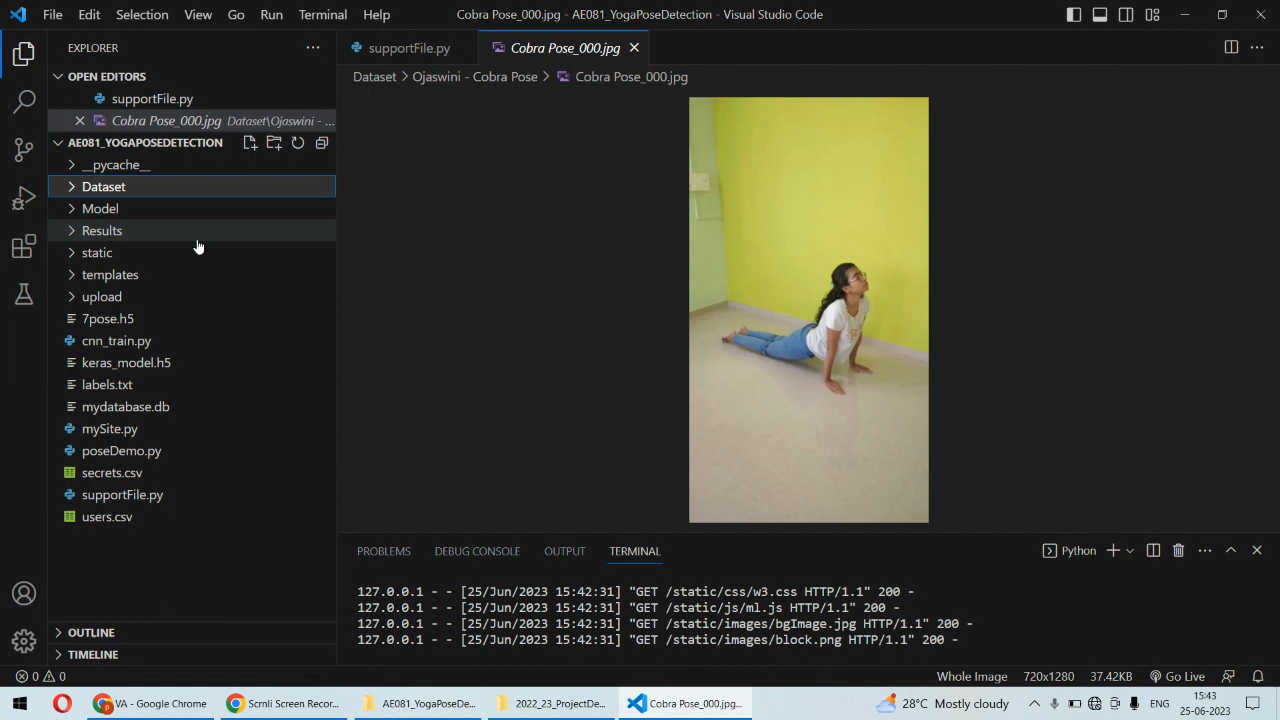 File Edit Selection View Go Run Terminal Help
Cobra Pose_000.jpg - AE081_YogaPoseDetection - Visual Studio Code
EXPLORER
OPEN EDITORS
supportFile.py
Cobra Pose_000.jpg Dataset\Ojaswini - ...
AE081_YOGAPOSEDETECTION
__pycache__
Dataset
Model
Results
static
templates
upload
7pose.h5
cnn_train.py
keras_model.h5
labels.txt
mydatabase.db
mySite.py
poseDemo.py
secrets.csv
supportFile.py
users.csv
OUTLINE
TIMELINE
supportFile.py
Cobra Pose_000.jpg
Dataset > Ojaswini - Cobra Pose > Cobra Pose_000.jpg
PROBLEMS DEBUG CONSOLE OUTPUT TERMINAL
Python
127.0.0.1 - - [25/Jun/2023 15:42:31] "GET /static/css/w3.css HTTP/1.1" 200 -
127.0.0.1 - - [25/Jun/2023 15:42:31] "GET /static/js/ml.js HTTP/1.1" 200 -
127.0.0.1 - - [25/Jun/2023 15:42:31] "GET /static/images/bgImage.jpg HTTP/1.1" 200 -
127.0.0.1 - - [25/Jun/2023 15:42:31] "GET /static/images/block.png HTTP/1.1" 200 -
0 0
Whole Image 720x1280 37.42KB Go Live
VA - Google Chrome
Scrnli Screen Recor...
AE081_YogaPoseDe...
2022_23_ProjectDe...
Cobra Pose_000.jpg...
28°C Mostly cloudy
15:43
25-06-2023